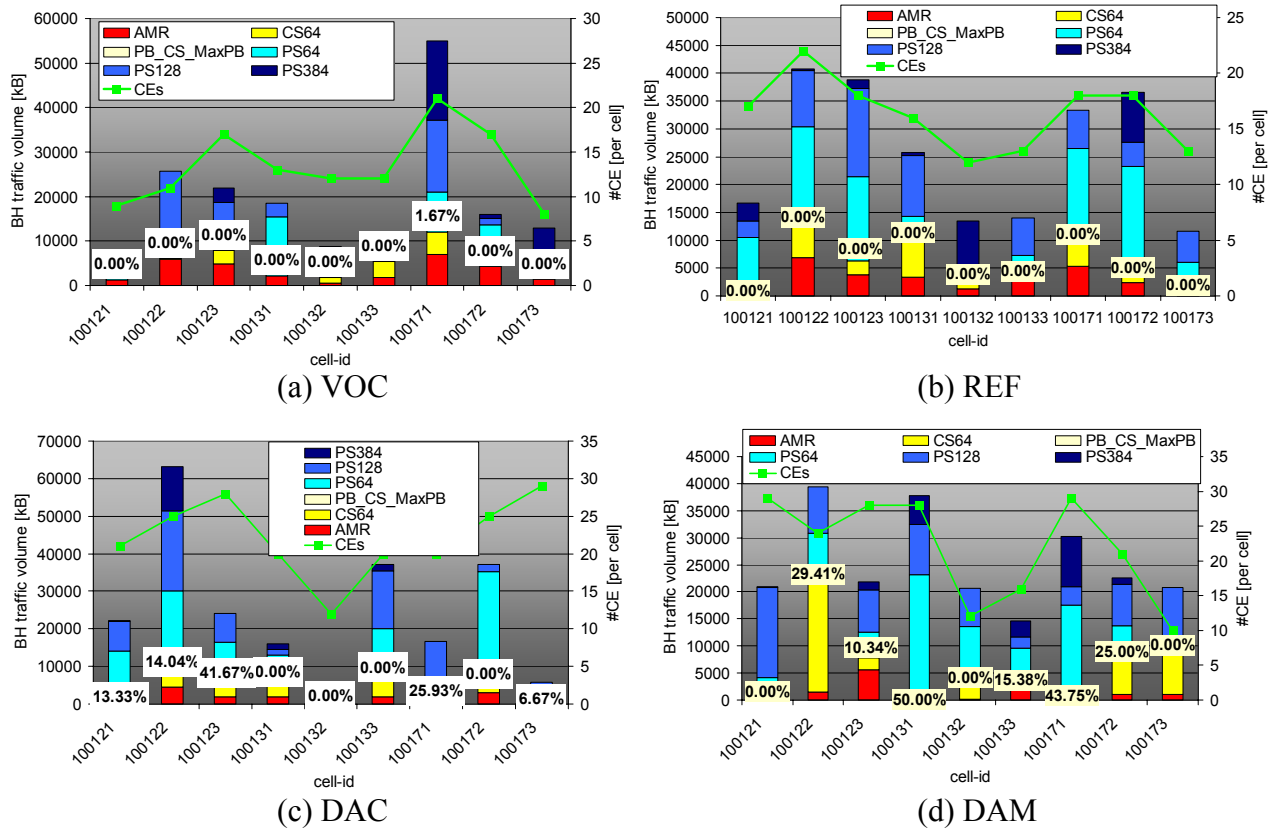 AMR CS64
PB_CS_MaxPB PS64
PS128 PS384
CEs
BH traffic volume [kB]
60000
50000
40000
30000
20000
10000
0
30
25
20
15
10
5
0
#CE [per cell]
0.00% 0.00% 0.00% 0.00% 0.00% 0.00% 1.67% 0.00% 0.00%
100121 100122 100123 100131 100132 100133 100171 100172 100173
cell-id
(a) VOC
AMR CS64
PB_CS_MaxPB PS64
PS128 PS384
CEs
BH traffic volume [kB]
50000
45000
40000
35000
30000
25000
20000
15000
10000
5000
0
25
20
15
10
5
0
#CE [per cell]
0.00% 0.00% 0.00% 0.00% 0.00% 0.00% 0.00% 0.00% 0.00%
100121 100122 100123 100131 100132 100133 100171 100172 100173
cell-id
(b) REF
PS384
PS128
PS64
PB_CS_MaxPB
CS64
AMR
CEs
BH traffic volume [kB]
70000
60000
50000
40000
30000
20000
10000
0
35
30
25
20
15
10
5
0
#CE [per cell]
13.33% 14.04% 41.67% 0.00% 0.00% 0.00% 25.93% 0.00% 6.67%
100121 100122 100123 100131 100132 100135 100171 100172 100173
cell-id
(c) DAC
AMR CS64 PB_CS_MaxPB
PS64 PS128 PS384
CEs
BH traffic volume [kB]
45000
40000
35000
30000
25000
20000
15000
10000
5000
0
35
30
25
20
15
10
5
0
#CE [per cell]
0.00% 29.41% 10.34% 50.00% 0.00% 15.38% 43.75% 25.00% 0.00%
100121 100122 100123 100131 100132 100133 100171 100172 100173
cell-id
(d) DAM